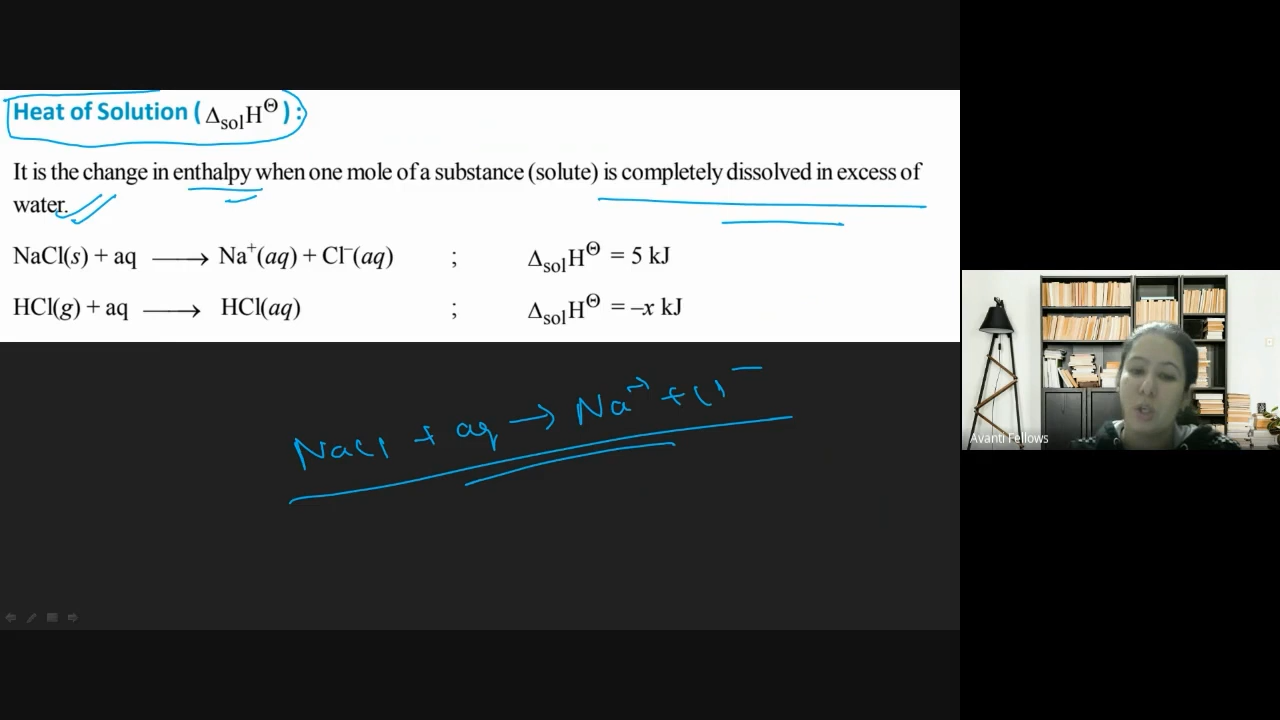 Heat of Solution ( ΔsolH⊖ ) :
It is the change in enthalpy when one mole of a substance (solute) is completely dissolved in excess of
water.
NaCl(s) + aq ⟶ Na⁺(aq) + Cl⁻(aq) ; ΔsolH⊖ = 5 kJ
HCl(g) + aq ⟶ HCl(aq) ; ΔsolH⊖ = –x kJ
NaCl + aq → Na⁺ + Cl⁻
Avanti Fellows